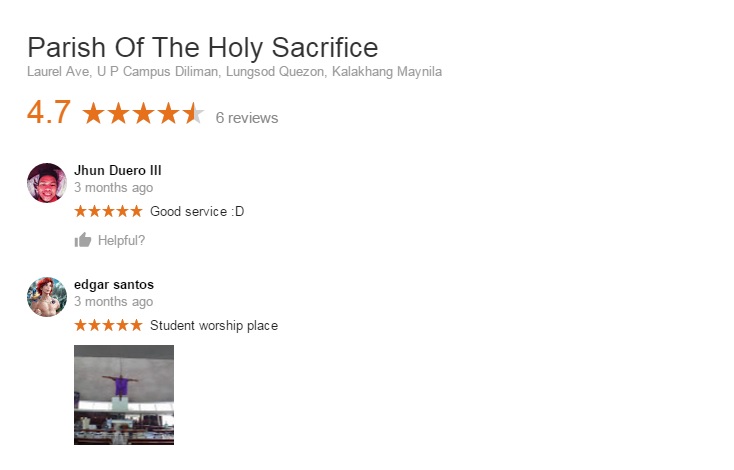 Parish Of The Holy Sacrifice
Laurel Ave, U P Campus Diliman, Lungsod Quezon, Kalakhang Maynila
4.7 6 reviews
Jhun Duero III
3 months ago
Good service :D
Helpful?
edgar santos
3 months ago
Student worship place